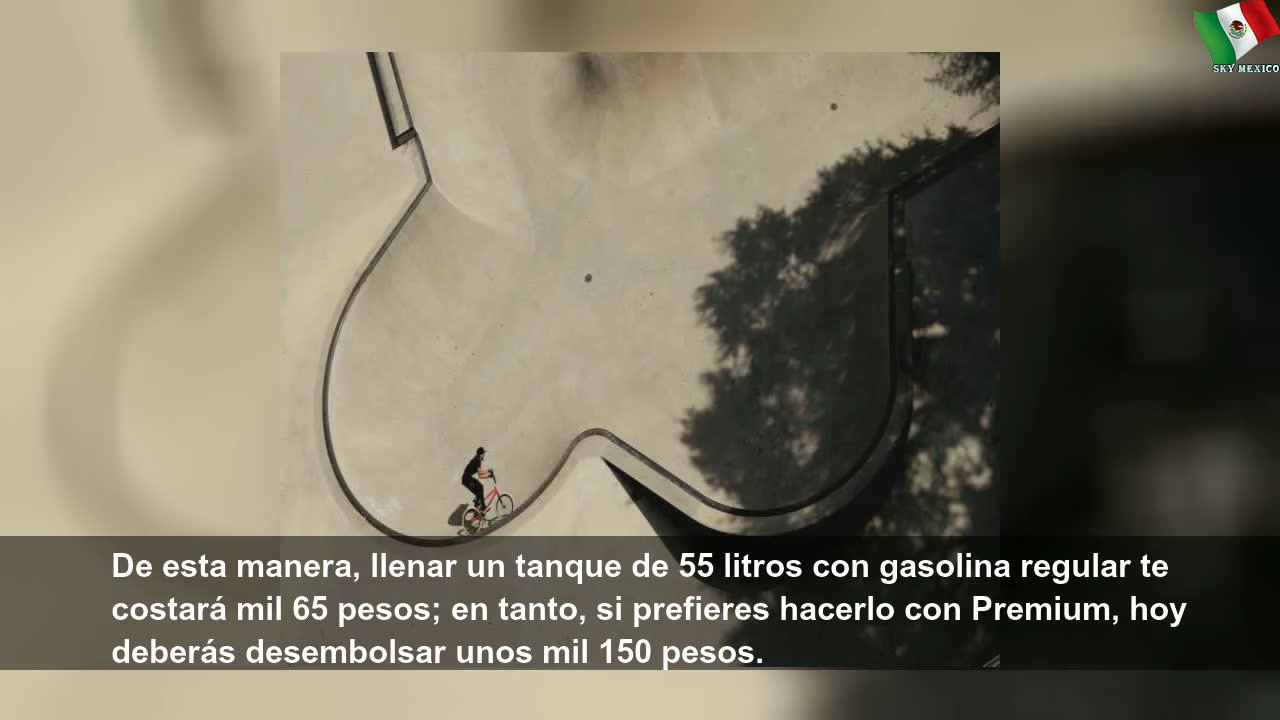 SKY MEXICO
De esta manera, llenar un tanque de 55 litros con gasolina regular te
costará mil 65 pesos; en tanto, si prefieres hacerlo con Premium, hoy
deberás desembolsar unos mil 150 pesos.